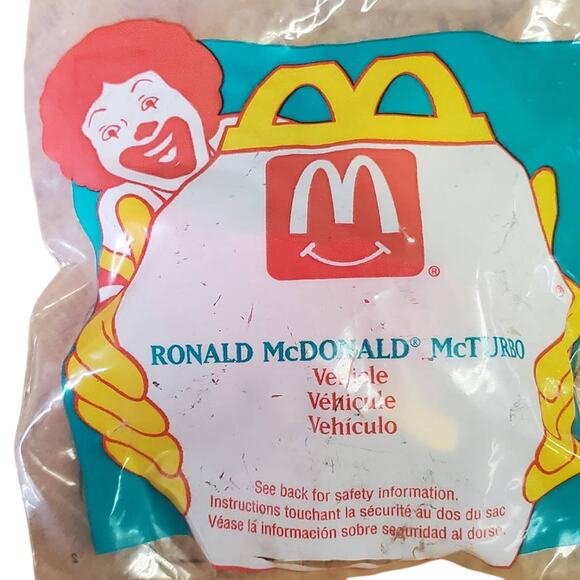 RONALD McDONALD® McTURBO
Vehicle
Véhicule
Vehículo
See back for safety information.
Instructions touchant la sécurité au dos du sac
Véase la información sobre seguridad al dorso.